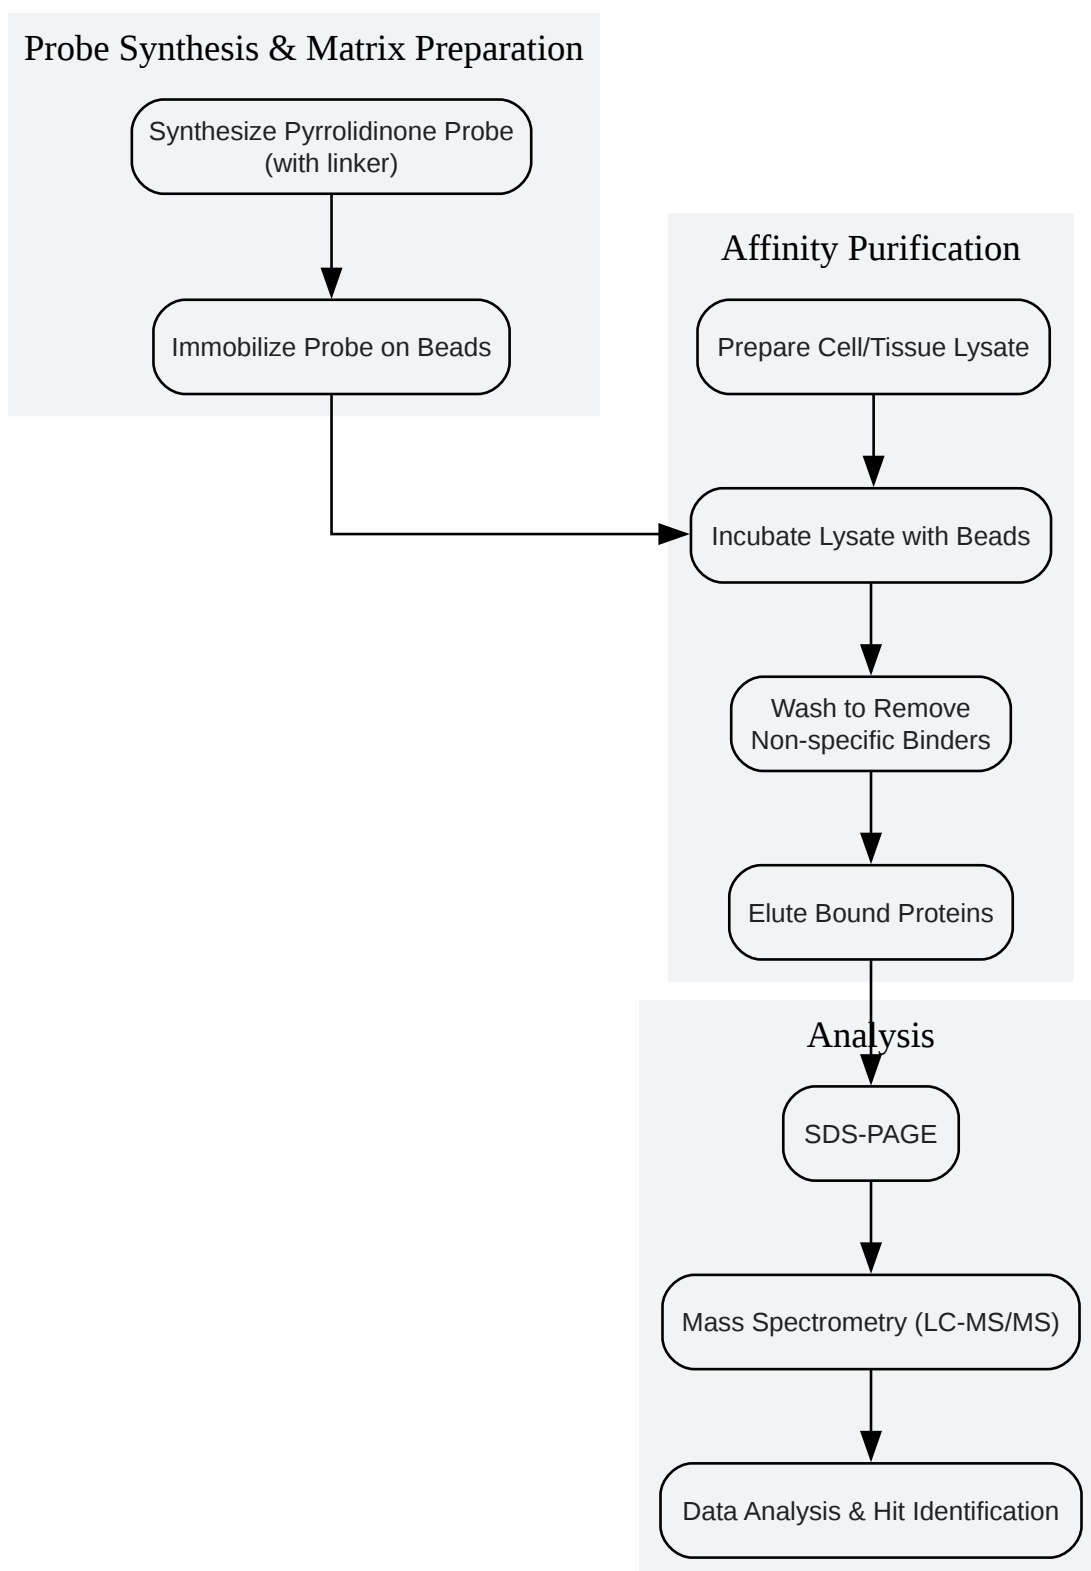 Probe Synthesis & Matrix Preparation
Synthesize Pyrrolidinone Probe
(with linker)
Immobilize Probe on Beads
Affinity Purification
Prepare Cell/Tissue Lysate
Incubate Lysate with Beads
Wash to Remove
Non-specific Binders
Elute Bound Proteins
Analysis
SDS-PAGE
Mass Spectrometry (LC-MS/MS)
Data Analysis & Hit Identification